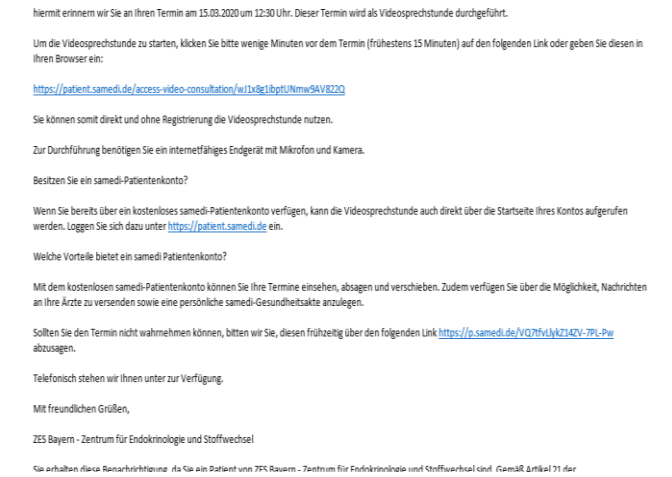 hiermit erinnern wir Sie an Ihren Termin am 15.03.2020 um 12:30 Uhr. Dieser Termin wird als Videosprechstunde durchgeführt.
Um die Videosprechstunde zu starten, klicken Sie bitte wenige Minuten vor dem Termin (frühestens 15 Minuten) auf den folgenden Link oder geben Sie diesen in
Ihren Browser ein:
https://patient.samedi.de/access-video-consultation/wJ1x8g1ibptUNmw9AV822Q
Sie können somit direkt und ohne Registrierung die Videosprechstunde nutzen.
Zur Durchführung benötigen Sie ein internetfähiges Endgerät mit Mikrofon und Kamera.
Besitzen Sie ein samedi-Patientenkonto?
Wenn Sie bereits über ein kostenloses samedi-Patientenkonto verfügen, kann die Videosprechstunde auch direkt über die Startseite Ihres Kontos aufgerufen
werden. Loggen Sie sich dazu unter https://patient.samedi.de ein.
Welche Vorteile bietet ein samedi Patientenkonto?
Mit dem kostenlosen samedi-Patientenkonto können Sie Ihre Termine einsehen, absagen und verschieben. Zudem verfügen Sie über die Möglichkeit, Nachrichten
an Ihre Ärzte zu versenden sowie eine persönliche samedi-Gesundheitsakte anzulegen.
Sollten Sie den Termin nicht wahrnehmen können, bitten wir Sie, diesen frühzeitig über den folgenden Link https://p.samedi.de/VQ7tfvLlykZ14ZV-7PL-Pw
abzusagen.
Telefonisch stehen wir Ihnen unter zur Verfügung.
Mit freundlichen Grüßen,
ZES Bayern - Zentrum für Endokrinologie und Stoffwechsel
Sie erhalten diese Benachrichtigung, da Sie ein Patient von ZES Bayern - Zentrum für Endokrinologie und Stoffwechsel sind. Gemäß Artikel 21 der